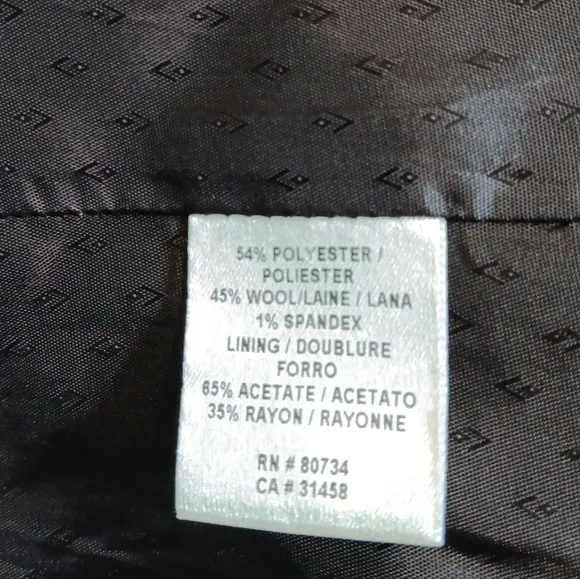 54% POLYESTER /
POLIESTER
45% WOOL/LAINE / LANA
1% SPANDEX
LINING / DOUBLURE
FORRO
65% ACETATE / ACETATO
35% RAYON / RAYONNE
RN # 80734
CA # 31458